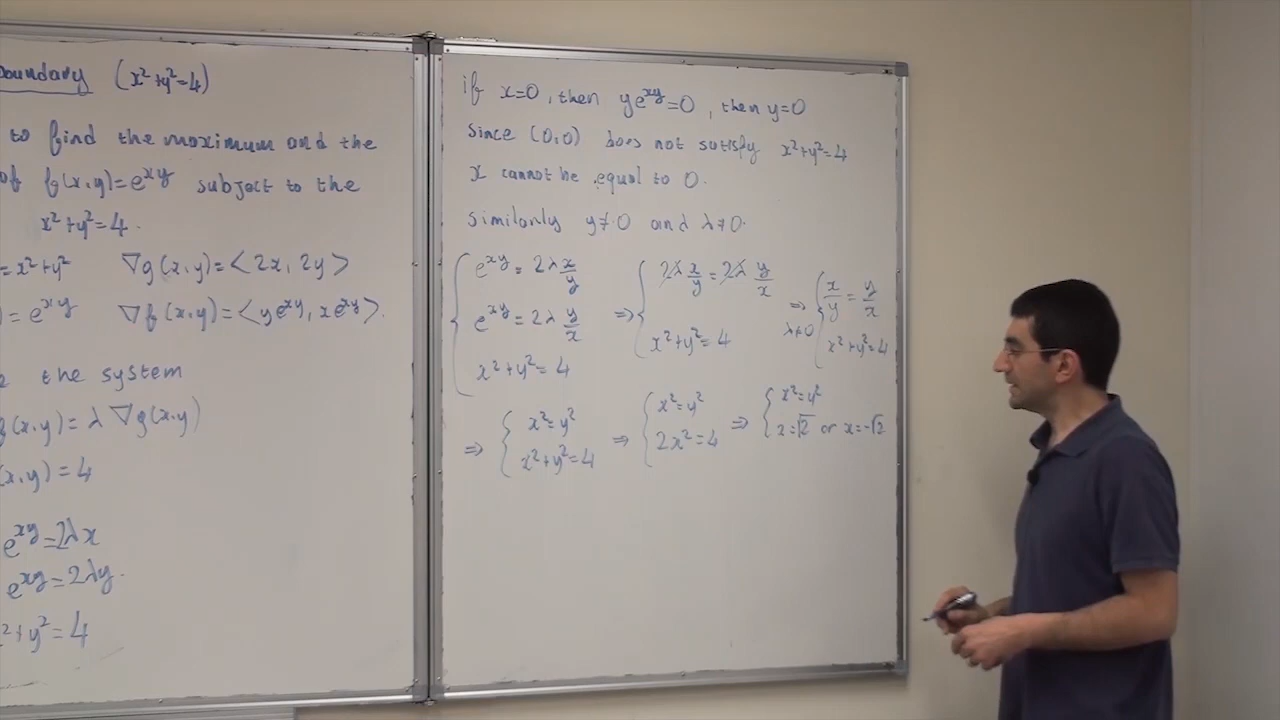 boundary (x²+y²=4)
to find the maximum and the
of f(x,y)=e^xy subject to the
x²+y²=4.
=x²+y² ∇g(x,y)=<2x, 2y>
)=e^xy ∇f(x,y)=<ye^xy, xe^xy>.
the system
f(x,y)=λ∇g(x,y)
(x,y)=4
e^xy=2λx
e^xy=2λy.
²+y²=4
if x=0, then ye^xy=0, then y=0
Since (0,0) does not satisfy x²+y²=4
x cannot be equal to 0.
Similarly y≠0 and λ λ≠0.
{ e^xy=2λ x/y
e^xy=2λ y/x
x²+y²=4
⇒ { 2λ x/y = 2λ y/x
x²+y²=4
⇒ λ≠0 { x/y = y/x
x²+y²=4
⇒ { x²=y²
x²+y²=4
⇒ { x²=y²
2x²=4
⇒ { x²=y²
x=√2 or x=-√2